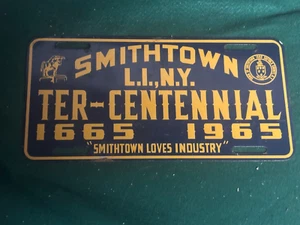 SMITHTOWN
L.I., N.Y.
TER-CENTENNIAL
1665 1965
"SMITHTOWN LOVES INDUSTRY"